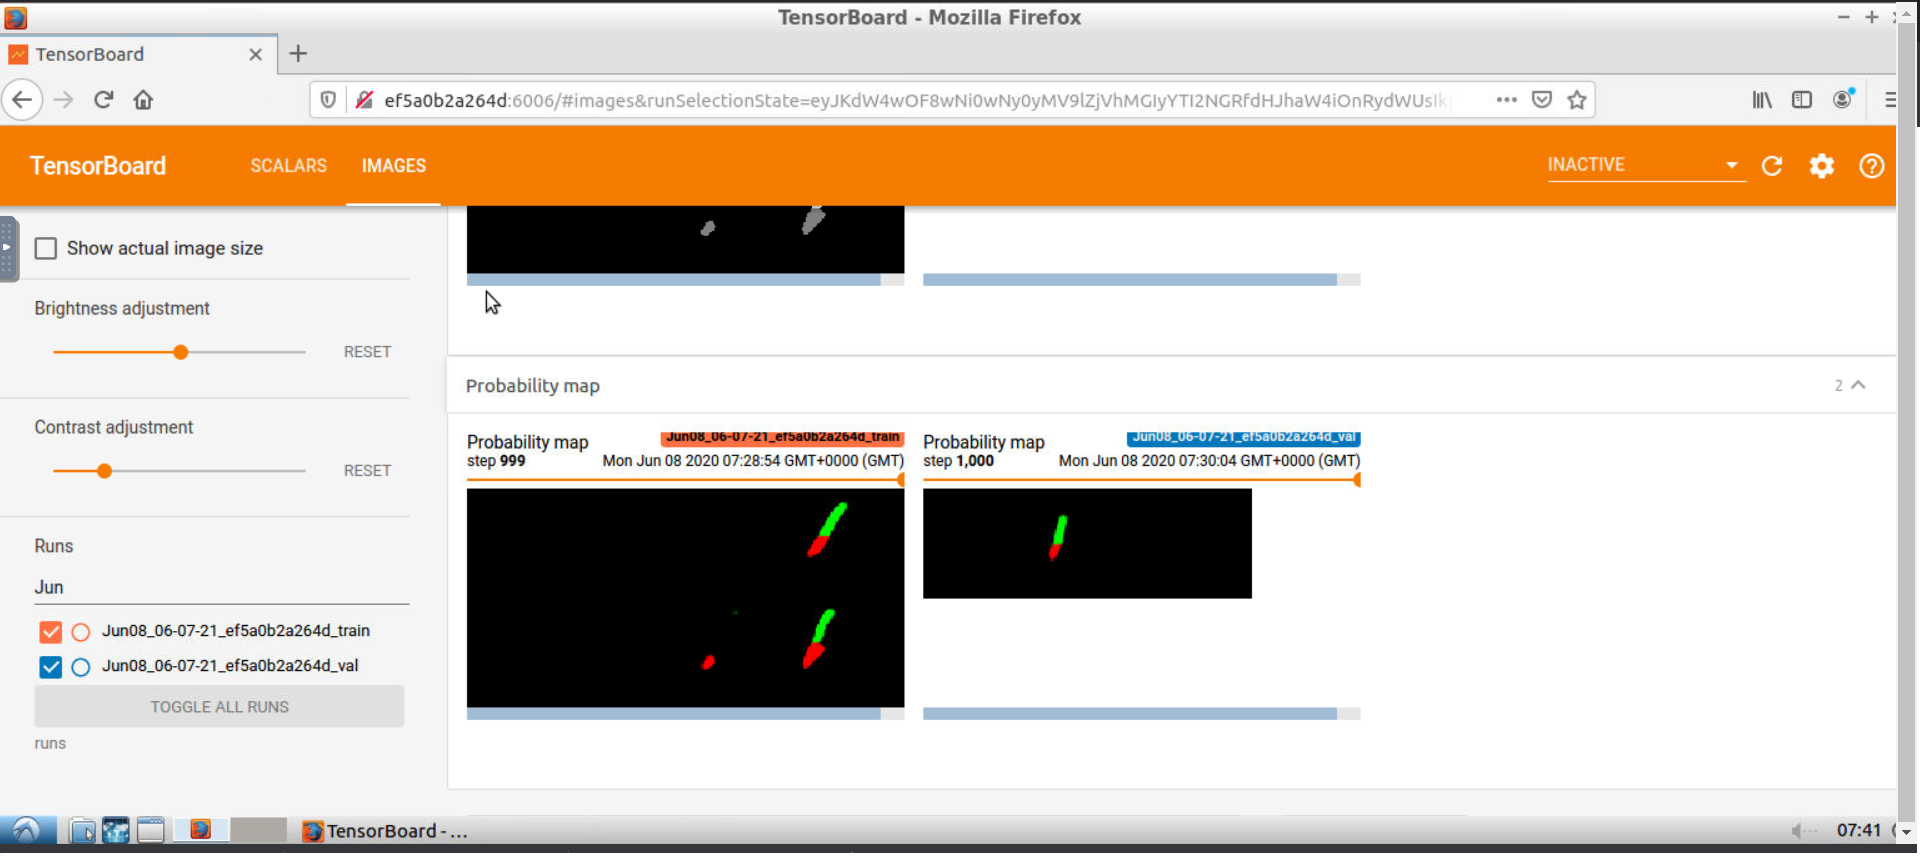 TensorBoard - Mozilla Firefox
TensorBoard
ef5a0b2a264d:6006/#images&runSelectionState=eyJKdW4wOF8wNi0wNy0yMV9lZjVhMGIyYTI2NGRfdHJhaW4iOnRydWUsIk
TensorBoard
SCALARS
IMAGES
INACTIVE
Show actual image size
Brightness adjustment
RESET
Contrast adjustment
RESET
Runs
Jun
Jun08_06-07-21_ef5a0b2a264d_train
Jun08_06-07-21_ef5a0b2a264d_val
TOGGLE ALL RUNS
runs
Probability map
2
Probability map
Jun08_06-07-21_ef5a0b2a264d_train
step 999
Mon Jun 08 2020 07:28:54 GMT+0000 (GMT)
Probability map
Jun08_06-07-21_ef5a0b2a264d_val
step 1,000
Mon Jun 08 2020 07:30:04 GMT+0000 (GMT)
TensorBoard - ...
07:41